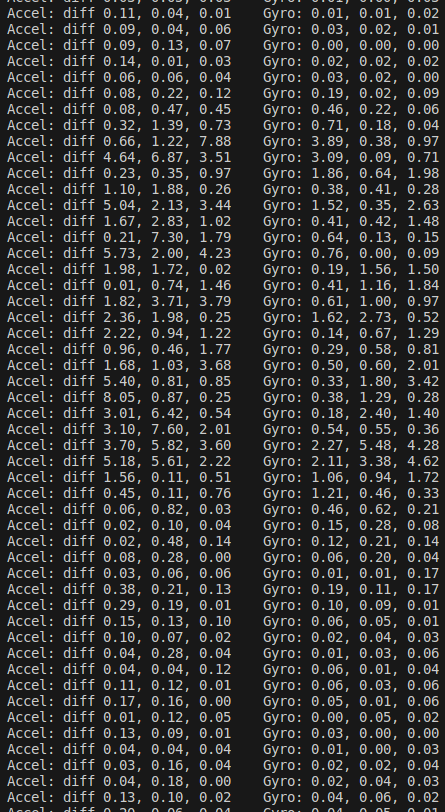 Accel: diff 0.11, 0.04, 0.01    Gyro: 0.01, 0.01, 0.02
Accel: diff 0.09, 0.04, 0.06    Gyro: 0.03, 0.02, 0.01
Accel: diff 0.09, 0.13, 0.07    Gyro: 0.00, 0.00, 0.00
Accel: diff 0.14, 0.01, 0.03    Gyro: 0.02, 0.02, 0.02
Accel: diff 0.06, 0.06, 0.04    Gyro: 0.03, 0.02, 0.00
Accel: diff 0.08, 0.22, 0.12    Gyro: 0.19, 0.02, 0.09
Accel: diff 0.08, 0.47, 0.45    Gyro: 0.46, 0.22, 0.06
Accel: diff 0.32, 1.39, 0.73    Gyro: 0.71, 0.18, 0.04
Accel: diff 0.66, 1.22, 7.88    Gyro: 3.89, 0.38, 0.97
Accel: diff 4.64, 6.87, 3.51    Gyro: 3.09, 0.09, 0.71
Accel: diff 0.23, 0.35, 0.97    Gyro: 1.86, 0.64, 1.98
Accel: diff 1.10, 1.88, 0.26    Gyro: 0.38, 0.41, 0.28
Accel: diff 5.04, 2.13, 3.44    Gyro: 1.52, 0.35, 2.63
Accel: diff 1.67, 2.83, 1.02    Gyro: 0.41, 0.42, 1.48
Accel: diff 0.21, 7.30, 1.79    Gyro: 0.64, 0.13, 0.15
Accel: diff 5.73, 2.00, 4.23    Gyro: 0.76, 0.00, 0.09
Accel: diff 1.98, 1.72, 0.02    Gyro: 0.19, 1.56, 1.50
Accel: diff 0.01, 0.74, 1.46    Gyro: 0.41, 1.16, 1.84
Accel: diff 1.82, 3.71, 3.79    Gyro: 0.61, 1.00, 0.97
Accel: diff 2.36, 1.98, 0.25    Gyro: 1.62, 2.73, 0.52
Accel: diff 2.22, 0.94, 1.22    Gyro: 0.14, 0.67, 1.29
Accel: diff 0.96, 0.46, 1.77    Gyro: 0.29, 0.58, 0.81
Accel: diff 1.68, 1.03, 3.68    Gyro: 0.50, 0.60, 2.01
Accel: diff 5.40, 0.81, 0.85    Gyro: 0.33, 1.80, 3.42
Accel: diff 8.05, 0.87, 0.25    Gyro: 0.38, 1.29, 0.28
Accel: diff 3.01, 6.42, 0.54    Gyro: 0.18, 2.40, 1.40
Accel: diff 3.10, 7.60, 2.01    Gyro: 0.54, 0.55, 0.36
Accel: diff 3.70, 5.82, 3.60    Gyro: 2.27, 5.48, 4.28
Accel: diff 5.18, 5.61, 2.22    Gyro: 2.11, 3.38, 4.62
Accel: diff 1.56, 0.11, 0.51    Gyro: 1.06, 0.94, 1.72
Accel: diff 0.45, 0.11, 0.76    Gyro: 1.21, 0.46, 0.33
Accel: diff 0.06, 0.82, 0.03    Gyro: 0.46, 0.62, 0.21
Accel: diff 0.02, 0.10, 0.04    Gyro: 0.15, 0.28, 0.08
Accel: diff 0.02, 0.48, 0.14    Gyro: 0.12, 0.21, 0.14
Accel: diff 0.08, 0.28, 0.00    Gyro: 0.06, 0.20, 0.04
Accel: diff 0.03, 0.06, 0.06    Gyro: 0.01, 0.01, 0.17
Accel: diff 0.38, 0.21, 0.13    Gyro: 0.19, 0.11, 0.17
Accel: diff 0.29, 0.19, 0.01    Gyro: 0.10, 0.09, 0.01
Accel: diff 0.15, 0.13, 0.10    Gyro: 0.06, 0.05, 0.01
Accel: diff 0.10, 0.07, 0.02    Gyro: 0.02, 0.04, 0.03
Accel: diff 0.04, 0.28, 0.04    Gyro: 0.01, 0.03, 0.06
Accel: diff 0.04, 0.04, 0.12    Gyro: 0.06, 0.01, 0.04
Accel: diff 0.11, 0.12, 0.01    Gyro: 0.06, 0.03, 0.06
Accel: diff 0.17, 0.16, 0.00    Gyro: 0.05, 0.01, 0.06
Accel: diff 0.01, 0.12, 0.05    Gyro: 0.00, 0.05, 0.02
Accel: diff 0.13, 0.09, 0.01    Gyro: 0.03, 0.00, 0.00
Accel: diff 0.04, 0.04, 0.04    Gyro: 0.01, 0.00, 0.03
Accel: diff 0.03, 0.16, 0.04    Gyro: 0.02, 0.02, 0.04
Accel: diff 0.04, 0.18, 0.00    Gyro: 0.02, 0.04, 0.03
Accel: diff 0.13, 0.10, 0.02    Gyro: 0.04, 0.06, 0.02